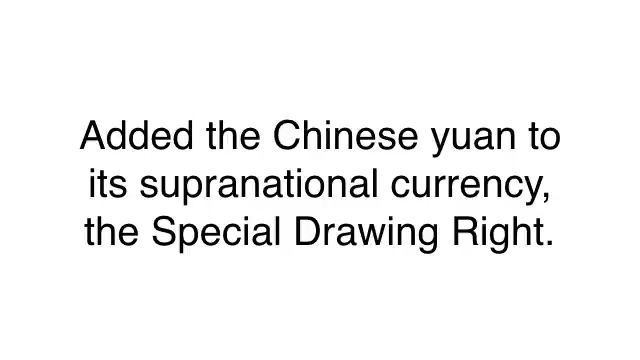 Added the Chinese yuan to
its supranational currency,
the Special Drawing Right.